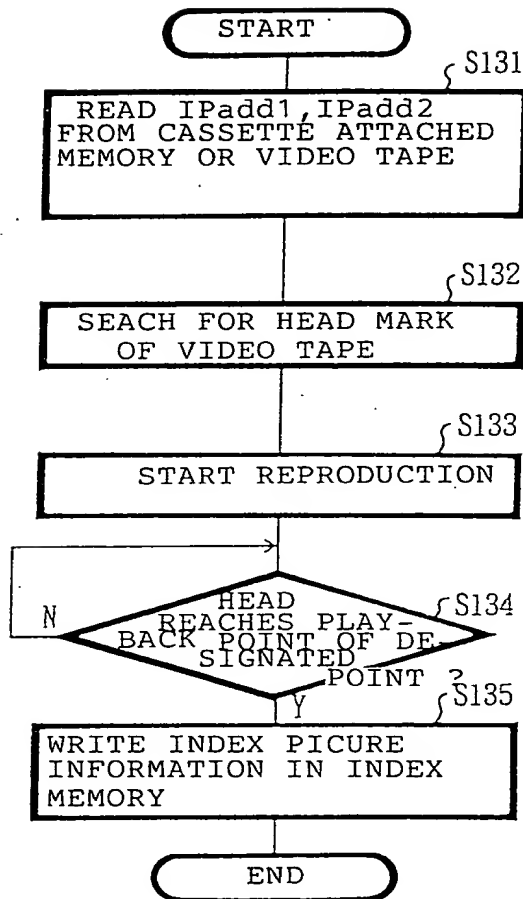 START
S131
READ IPadd1,IPadd2
FROM CASSETTE ATTACHED
MEMORY OR VIDEO TAPE
S132
SEACH FOR HEAD MARK
OF VIDEO TAPE
S133
START REPRODUCTION
S134
HEAD
REACHES PLAY-
BACK POINT OF DE-
SIGNATED
POINT ?
N
Y
S135
WRITE INDEX PICURE
INFORMATION IN INDEX
MEMORY
END